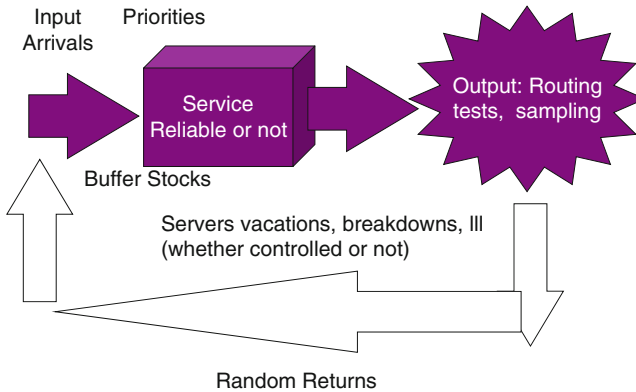 Input
Arrivals
Priorities
Service
Reliable or not
Output: Routing
tests, sampling
Buffer Stocks
Servers vacations, breakdowns, Ill
(whether controlled or not)
Random Returns